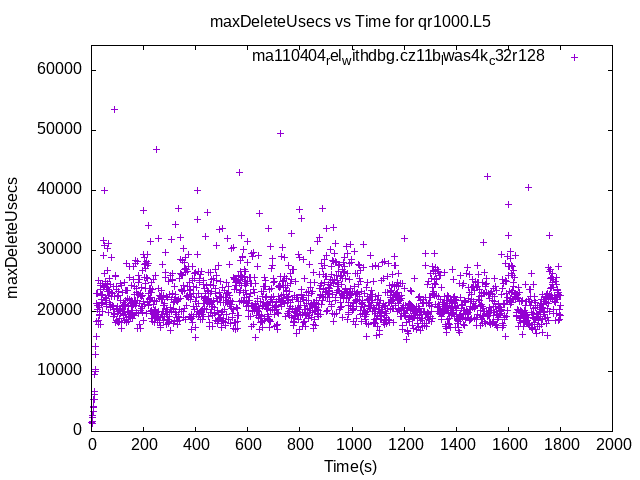 maxDeleteUsecs vs Time for qr1000.L5
ma110404_rel_withdbg.cz11b_lwas4k_c32r128
60000
50000
40000
30000
20000
10000
0
maxDeleteUsecs
0 200 400 600 800 1000 1200 1400 1600 1800 2000
Time(s)